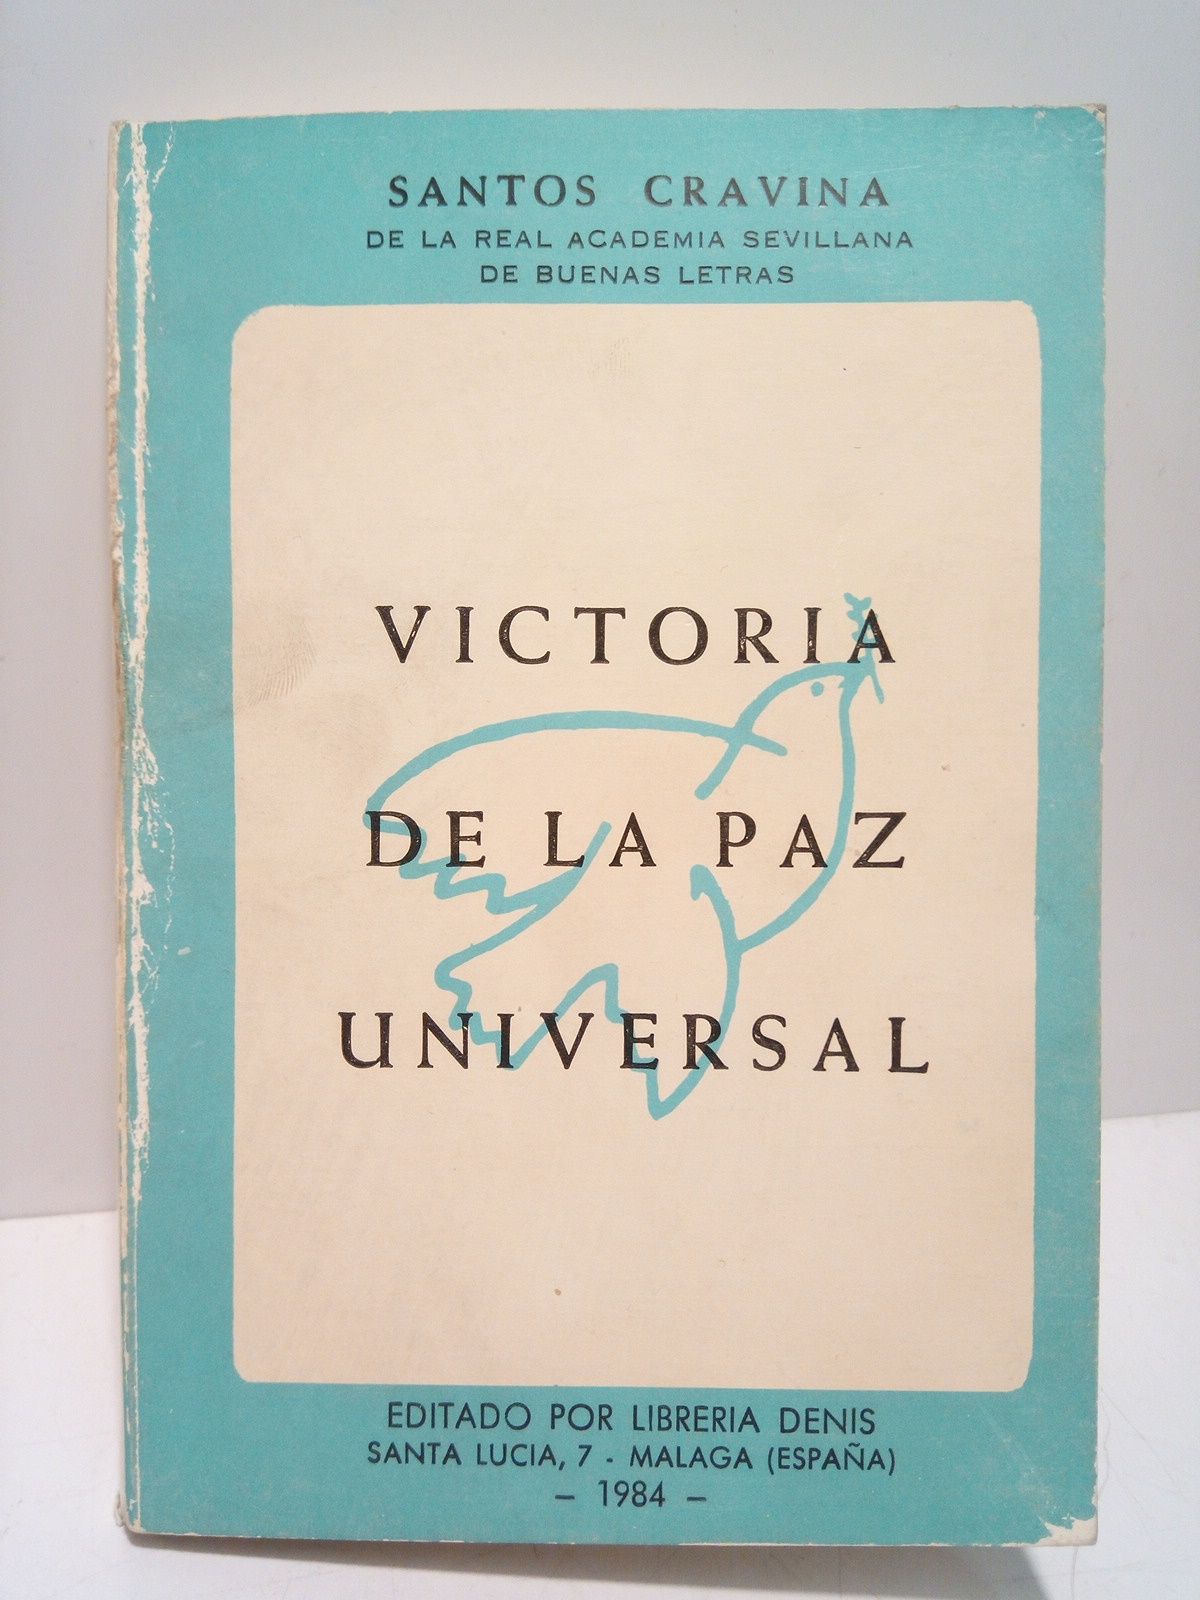 SANTOS CRAVINA
DE LA REAL ACADEMIA SEVILLANA
DE BUENAS LETRAS
VICTORIA
DE LA PAZ
UNIVERSAL
EDITADO POR LIBRERIA DENIS
SANTA LUCIA, 7 - MALAGA (ESPAÑA)
- 1984 -